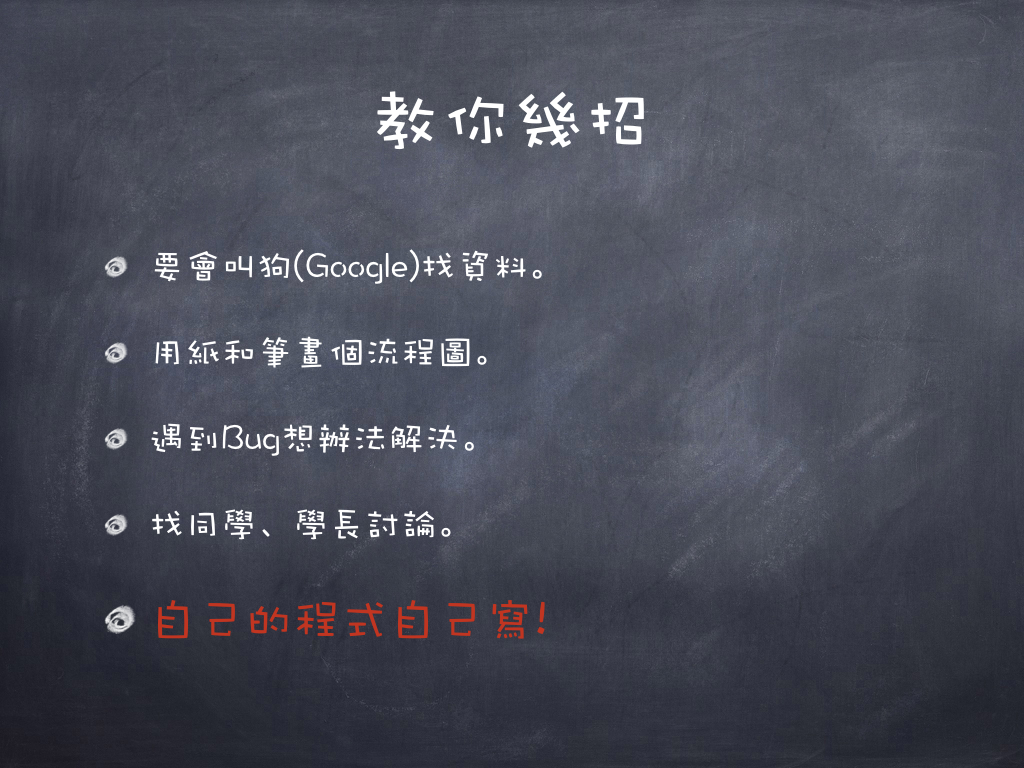 教你幾招
要會叫狗(Google)找資料。
用紙和筆畫個流程圖。
遇到Bug想辦法解決。
找同學、學長討論。
自己的程式自己寫!